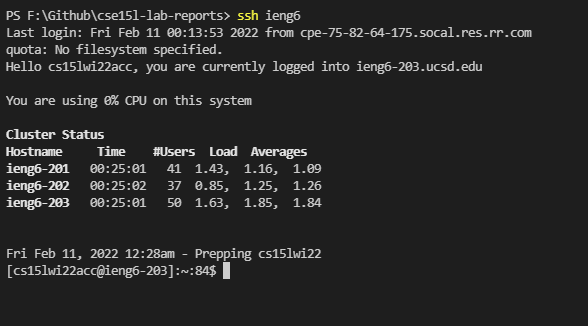 PS F:\Github\cse15l-lab-reports> ssh ieng6
Last login: Fri Feb 11 00:13:53 2022 from cpe-75-82-64-175.socal.res.rr.com
quota: No filesystem specified.
Hello cs15lwi22acc, you are currently logged into ieng6-203.ucsd.edu
You are using 0% CPU on this system
Cluster Status
Hostname     Time    #Users  Load  Averages
ieng6-201   00:25:01   41  1.43,  1.16,  1.09
ieng6-202   00:25:02   37  0.85,  1.25,  1.26
ieng6-203   00:25:01   50  1.63,  1.85,  1.84
Fri Feb 11, 2022 12:28am - Prepping cs15lwi22
[cs15lwi22acc@ieng6-203]:~:84$